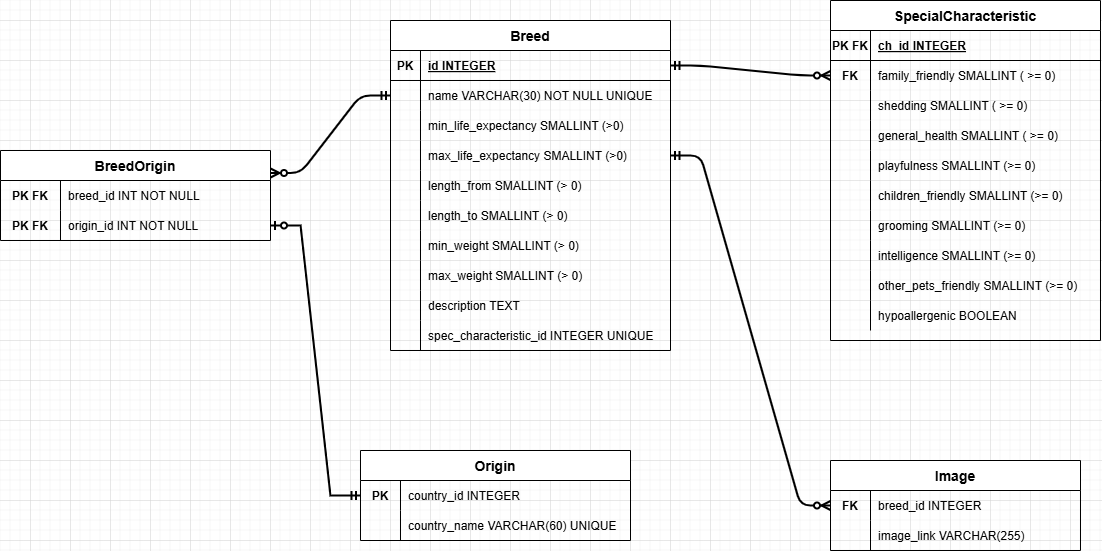 Breed
PK id INTEGER
name VARCHAR(30) NOT NULL UNIQUE
min_life_expectancy SMALLINT (>0)
max_life_expectancy SMALLINT (>0)
length_from SMALLINT (> 0)
length_to SMALLINT (> 0)
min_weight SMALLINT (> 0)
max_weight SMALLINT (> 0)
description TEXT
spec_characteristic_id INTEGER UNIQUE
SpecialCharacteristic
PK FK ch_id INTEGER
FK family_friendly SMALLINT ( >= 0)
shedding SMALLINT ( >= 0)
general_health SMALLINT ( >= 0)
playfulness SMALLINT (>= 0)
children_friendly SMALLINT (>= 0)
grooming SMALLINT (>= 0)
intelligence SMALLINT (>= 0)
other_pets_friendly SMALLINT (>= 0)
hypoallergenic BOOLEAN
BreedOrigin
PK FK breed_id INT NOT NULL
PK FK origin_id INT NOT NULL
Origin
PK country_id INTEGER
country_name VARCHAR(60) UNIQUE
Image
FK breed_id INTEGER
image_link VARCHAR(255)